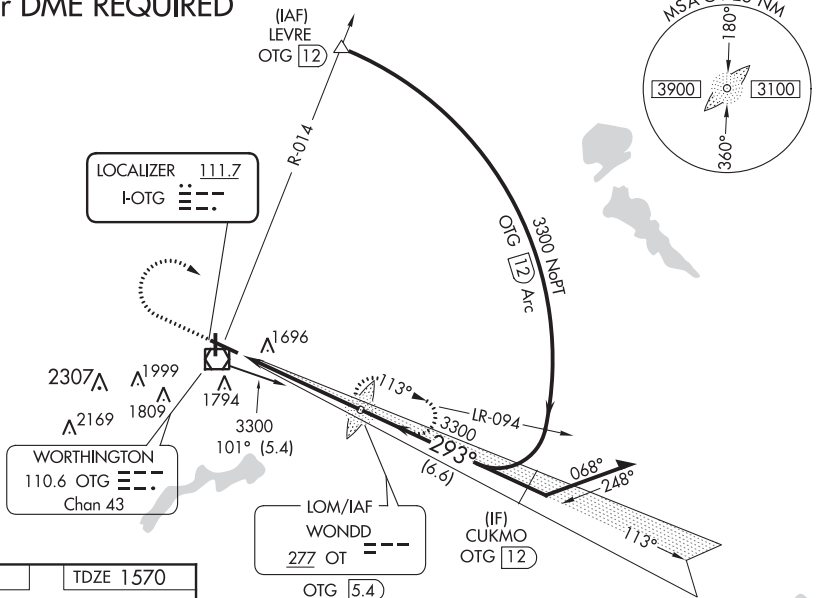 r DME REQUIRED
(IAF)
LEVRE
OTG 12
R-014
180°
3900
3100
360°
LOCALIZER 111.7
I-OTG
3300 NoPT
OTG 12 Arc
1696
2307
1999
1809
1794
2169
3300
101° (5.4)
113°
LR-094
3300
293°
(6.6)
068°
248°
113°
WORTHINGTON
110.6 OTG
Chan 43
LOM/IAF
WONDD
277 OT
OTG 5.4
(IF)
CUKMO
OTG 12
TDZE 1570